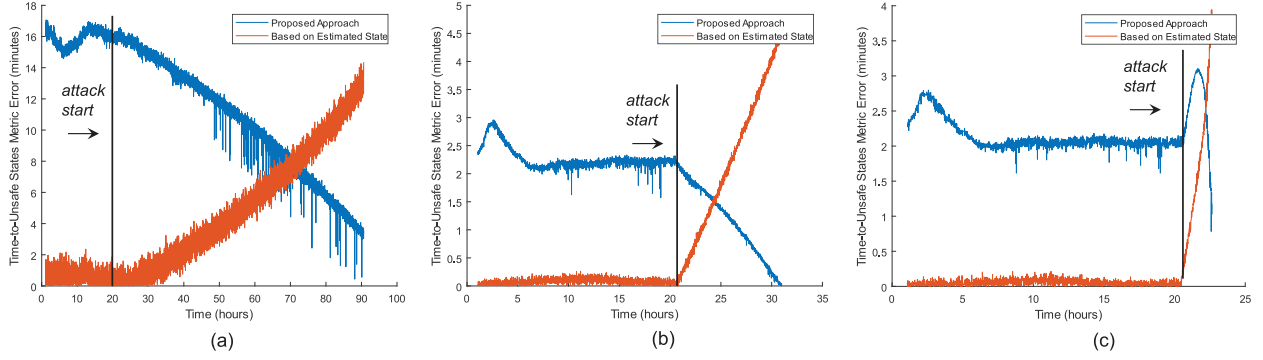 Time-to-Unsafe States Metric Error (minutes)
18
16
14
12
10
8
6
4
2
0
Proposed Approach
Based on Estimated State
attack
start
0 10 20 30 40 50 60 70 80 90 100
Time (hours)
(a)
Time-to-Unsafe States Metric Error (minutes)
5
4.5
4
3.5
3
2.5
2
1.5
1
0.5
0
Proposed Approach
Based on Estimated State
attack
start
0 5 10 15 20 25 30 35
Time (hours)
(b)
Time-to-Unsafe States Metric Error (minutes)
4
3.5
3
2.5
2
1.5
1
0.5
0
Proposed Approach
Based on Estimated State
attack
start
0 5 10 15 20 25
Time (hours)
(c)